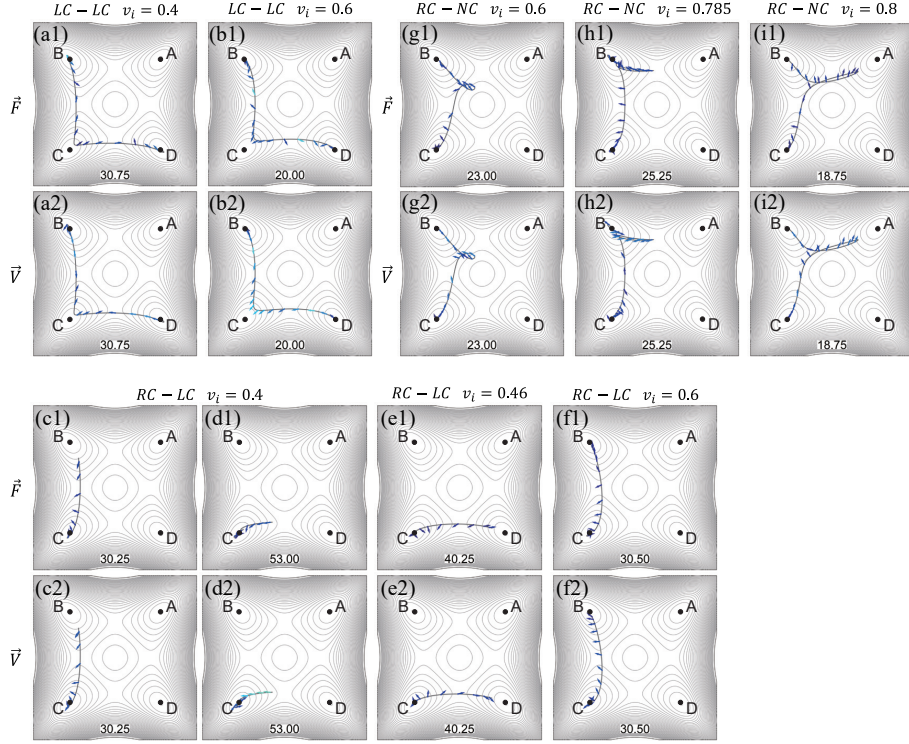 LC – LC v_i = 0.4 LC – LC v_i = 0.6 RC – NC v_i = 0.6 RC – NC v_i = 0.785 RC – NC v_i = 0.8
(a1) (b1) (g1) (h1) (i1)
B A B A B A B A B A
F⃗
C D C D C D C D C D
30.75 20.00 23.00 25.25 18.75
(a2) (b2) (g2) (h2) (i2)
B A B A B A B A B A
V⃗
C D C D C D C D C D
30.75 20.00 23.00 25.25 18.75
RC – LC v_i = 0.4 RC – LC v_i = 0.46 RC – LC v_i = 0.6
(c1) (d1) (e1) (f1)
B A B A B A B A
F⃗
C D C D C D C D
30.25 53.00 40.25 30.50
(c2) (d2) (e2) (f2)
B A B A B A B A
V⃗
C D C D C D C D
30.25 53.00 40.25 30.50